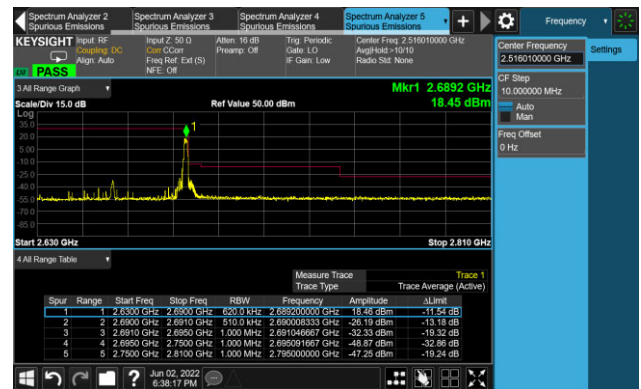 Spectrum Analyzer 2
Spurious Emissions
Spectrum Analyzer 3
Spurious Emissions
Spectrum Analyzer 4
Spurious Emissions
Spectrum Analyzer 5
Spurious Emissions
Frequency
KEYSIGHT
Input: RF
Coupling: DC
Align: Auto
Input Z: 50 Ω
Corr CCorr
Freq Ref: Ext (S)
NFE: Off
Atten: 16 dB
Preamp: Off
Trig: Periodic
Gate: LO
IF Gain: Low
Center Freq: 2.516010000 GHz
Avg|Hold:>10/10
Radio Std: None
PASS
Center Frequency
2.516010000 GHz
Settings
CF Step
10.000000 MHz
Auto
Man
Freq Offset
0 Hz
3 All Range Graph
Mkr1 2.6892 GHz
Scale/Div 15.0 dB
Ref Value 50.00 dBm
18.45 dBm
Log
35.0
20.0
5.00
-10.0
-25.0
-40.0
-55.0
-70.0
-85.0
1
Start 2.630 GHz
Stop 2.810 GHz
4 All Range Table
Measure Trace
Trace 1
Trace Type
Trace Average (Active)
Spur Range Start Freq Stop Freq RBW Frequency Amplitude ΔLimit
1 1 2.6300 GHz 2.6900 GHz 620.0 kHz 2.689200000 GHz 18.46 dBm -11.54 dB
2 2 2.6900 GHz 2.6910 GHz 510.0 kHz 2.690008333 GHz -26.19 dBm -13.18 dB
3 3 2.6910 GHz 2.6950 GHz 1.000 MHz 2.691046667 GHz -32.33 dBm -19.32 dB
4 4 2.6950 GHz 2.7500 GHz 1.000 MHz 2.695091667 GHz -48.87 dBm -32.86 dB
5 5 2.7500 GHz 2.8100 GHz 1.000 MHz 2.795000000 GHz -47.25 dBm -19.24 dB
Jun 02, 2022
6:38:17 PM